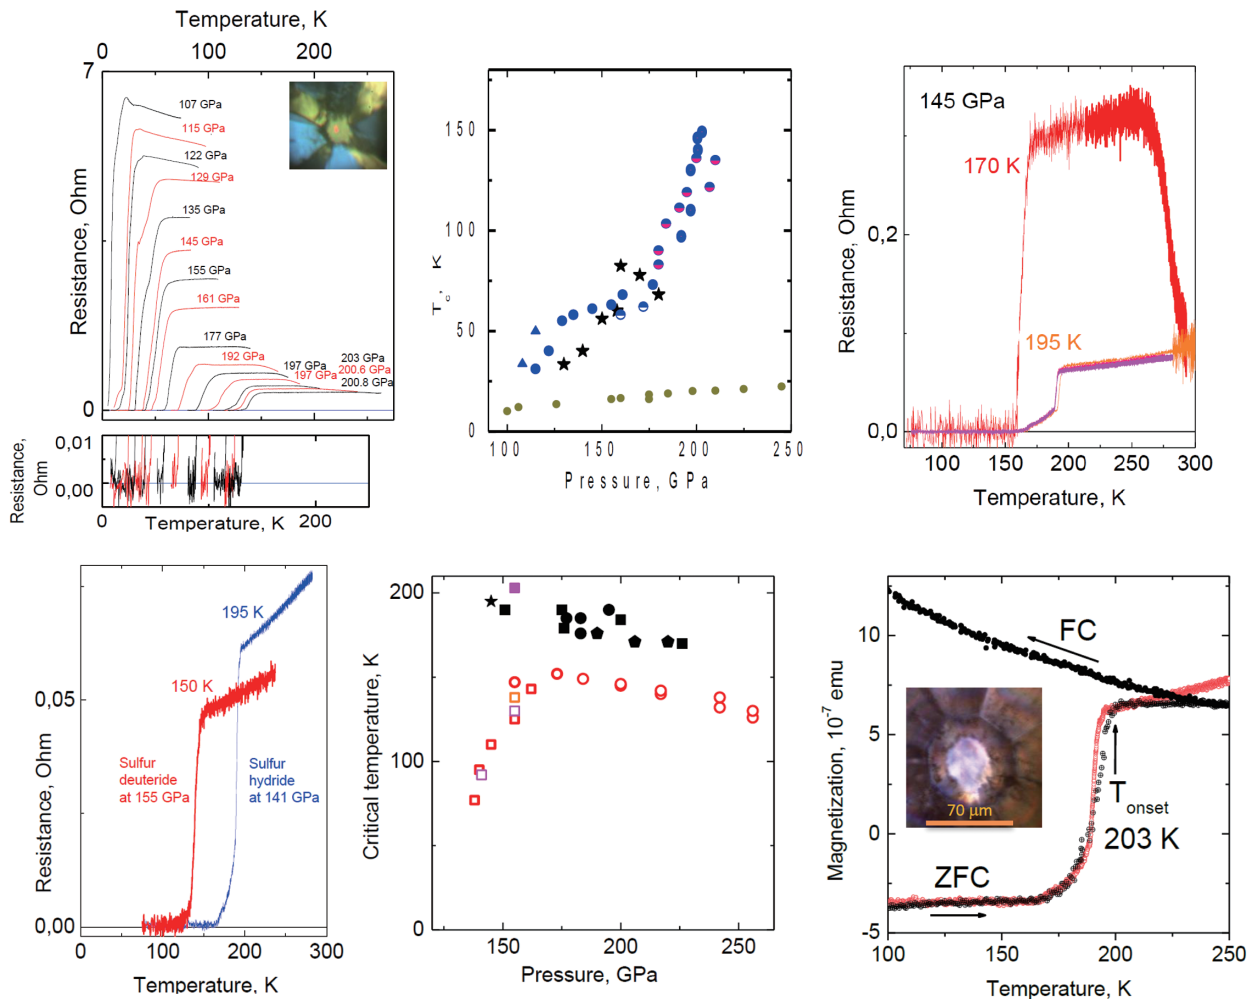 Temperature, K
0 100 200
7
107 GPa
115 GPa
122 GPa
129 GPa
135 GPa
145 GPa
155 GPa
161 GPa
177 GPa
192 GPa
197 GPa
203 GPa
197 GPa
200.6 GPa
200.8 GPa
Resistance, Ohm
0
0,01
0,00
Resistance,
Ohm
0 200
Temperature, K
150
100
50
0
T c, K
100 150 200 250
Pressure, GPa
145 GPa
170 K
195 K
0,2
0,0
Resistance, Ohm
100 150 200 250 300
Temperature, K
195 K
150 K
0,05
0,00
Sulfur
deuteride
at 155 GPa
Sulfur
hydride
at 141 GPa
Resistance, Ohm
0 100 200 300
Temperature, K
200
100
0
Critical temperature, K
150 200 250
Pressure, GPa
10
5
0
-5
Magnetization, 10-7 emu
FC
70 μm
Tonset
203 K
ZFC
100 150 200 250
Temperature, K